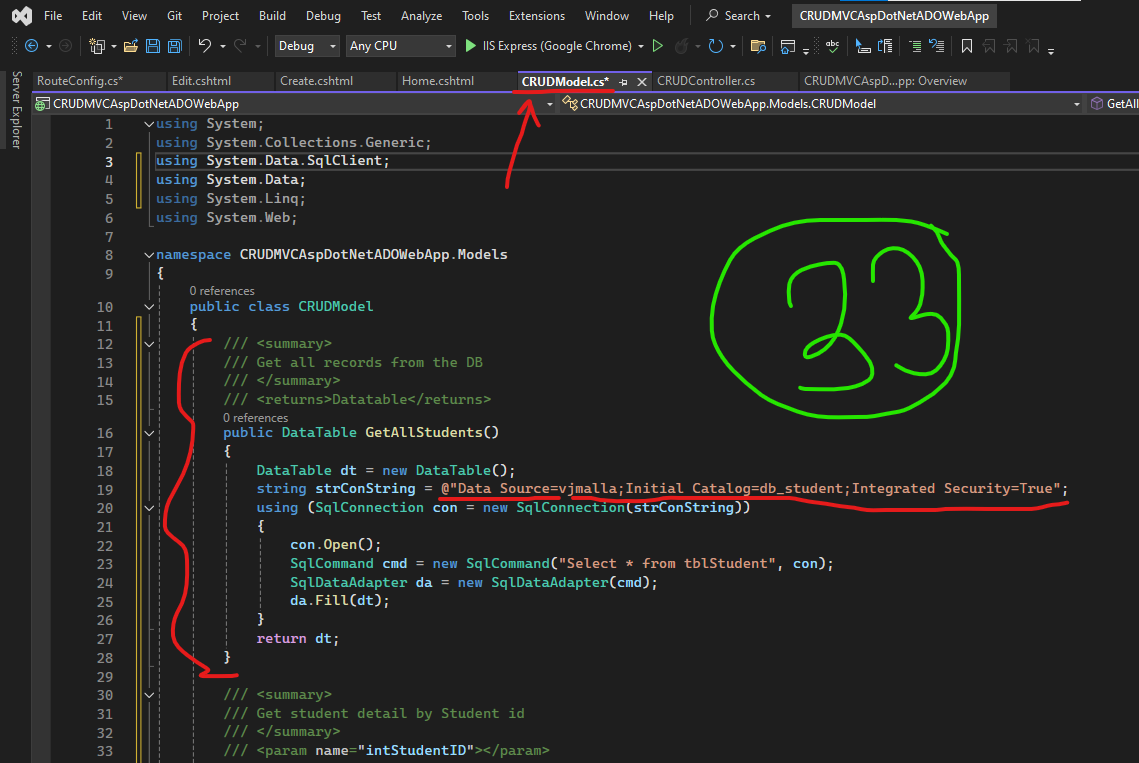 File Edit View Git Project Build Debug Test Analyze Tools Extensions Window Help Search CRUDMVCAspDotNetADOWebApp
Debug Any CPU IIS Express (Google Chrome)
RouteConfig.cs* Edit.cshtml Create.cshtml Home.cshtml CRUDModel.cs* CRUDController.cs CRUDMVCAspD...pp: Overview
Server Explorer
CRUDMVCAspDotNetADOWebApp CRUDMVCAspDotNetADOWebApp.Models.CRUDModel GetAll
1 using System;
2 using System.Collections.Generic;
3 using System.Data.SqlClient;
4 using System.Data;
5 using System.Linq;
6 using System.Web;
7
8 namespace CRUDMVCAspDotNetADOWebApp.Models
9 {
0 references
10 public class CRUDModel
11 {
12 /// <summary>
13 /// Get all records from the DB
14 /// </summary>
15 /// <returns>Datatable</returns>
0 references
16 public DataTable GetAllStudents()
17 {
18 DataTable dt = new DataTable();
19 string strConString = @"Data Source=vjmalla;Initial Catalog=db_student;Integrated Security=True";
20 using (SqlConnection con = new SqlConnection(strConString))
21 {
22 con.Open();
23 SqlCommand cmd = new SqlCommand("Select * from tblStudent", con);
24 SqlDataAdapter da = new SqlDataAdapter(cmd);
25 da.Fill(dt);
26 }
27 return dt;
28 }
29
30 /// <summary>
31 /// Get student detail by Student id
32 /// </summary>
33 /// <param name="intStudentID"></param>
33